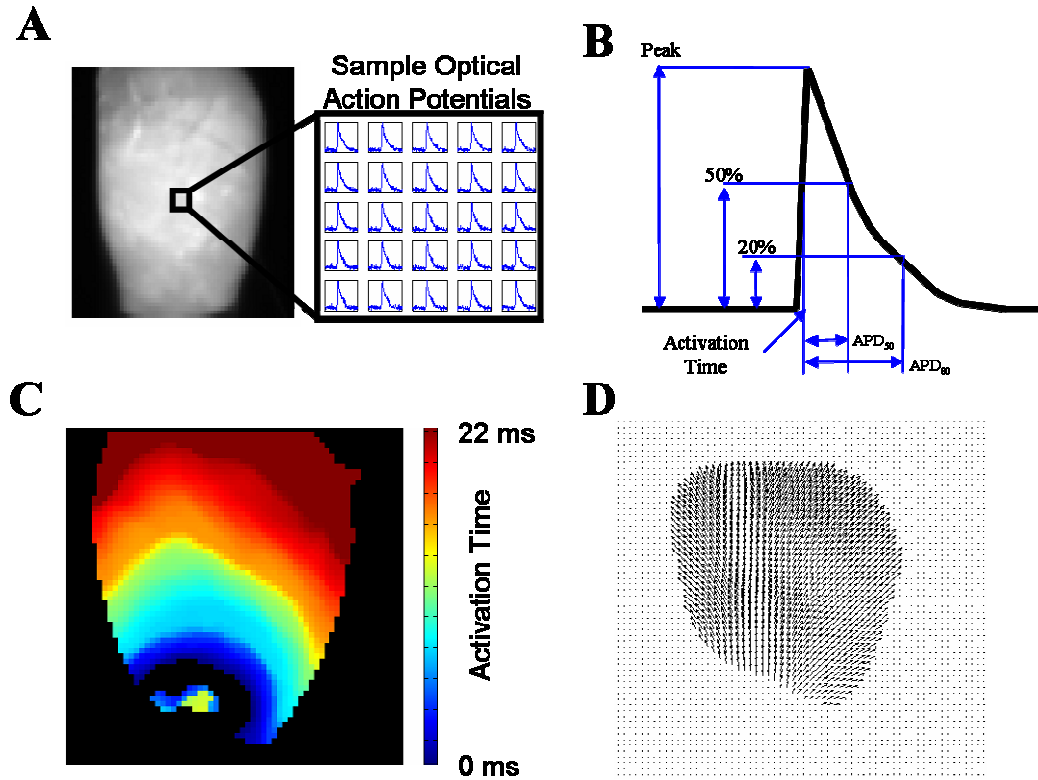 A
Sample Optical
Action Potentials
B
Peak
50%
20%
Activation
Time
APD50
APD80
C
22 ms
Activation Time
0 ms
D